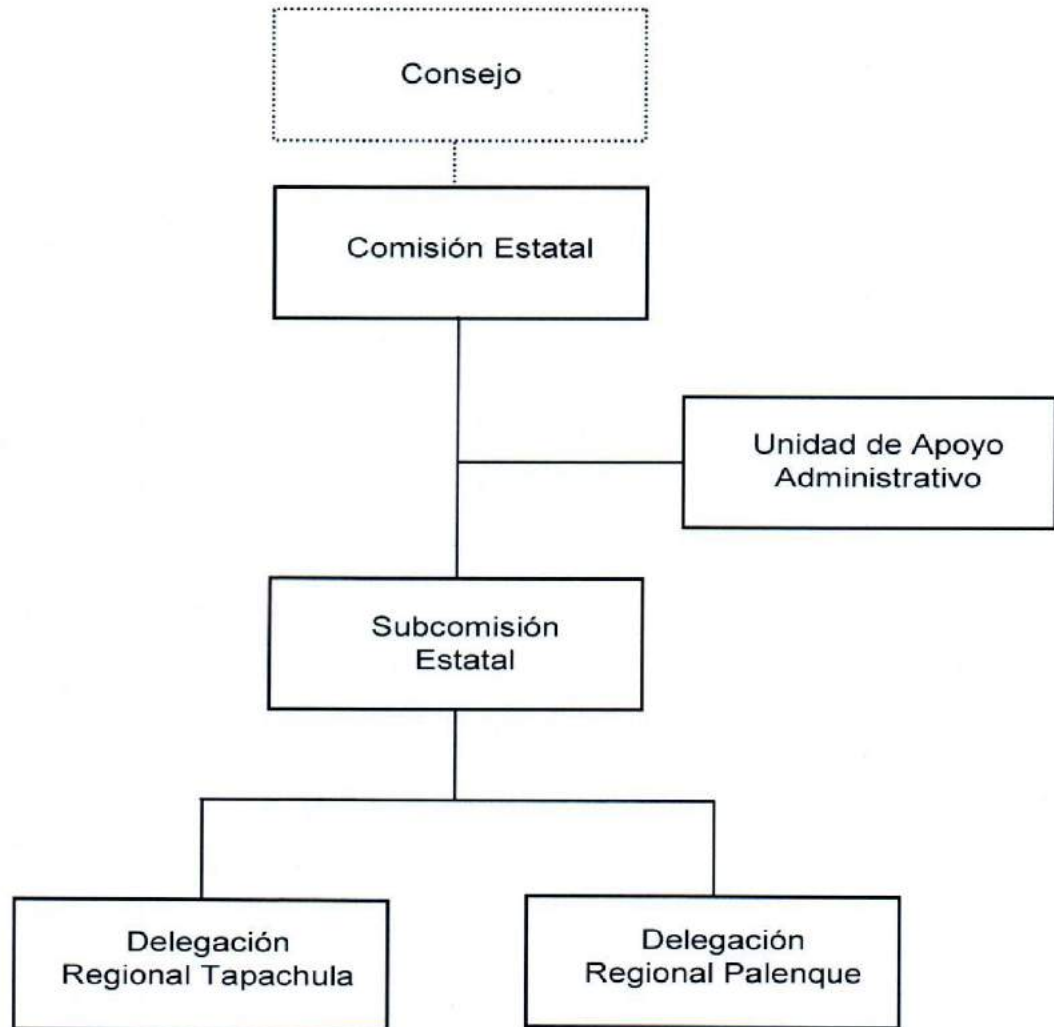 Consejo
Comisión Estatal
Unidad de Apoyo
Administrativo
Subcomisión
Estatal
Delegación
Regional Tapachula
Delegación
Regional Palenque